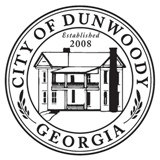 CITY OF DUNWOODY
Established
2008
GEORGIA